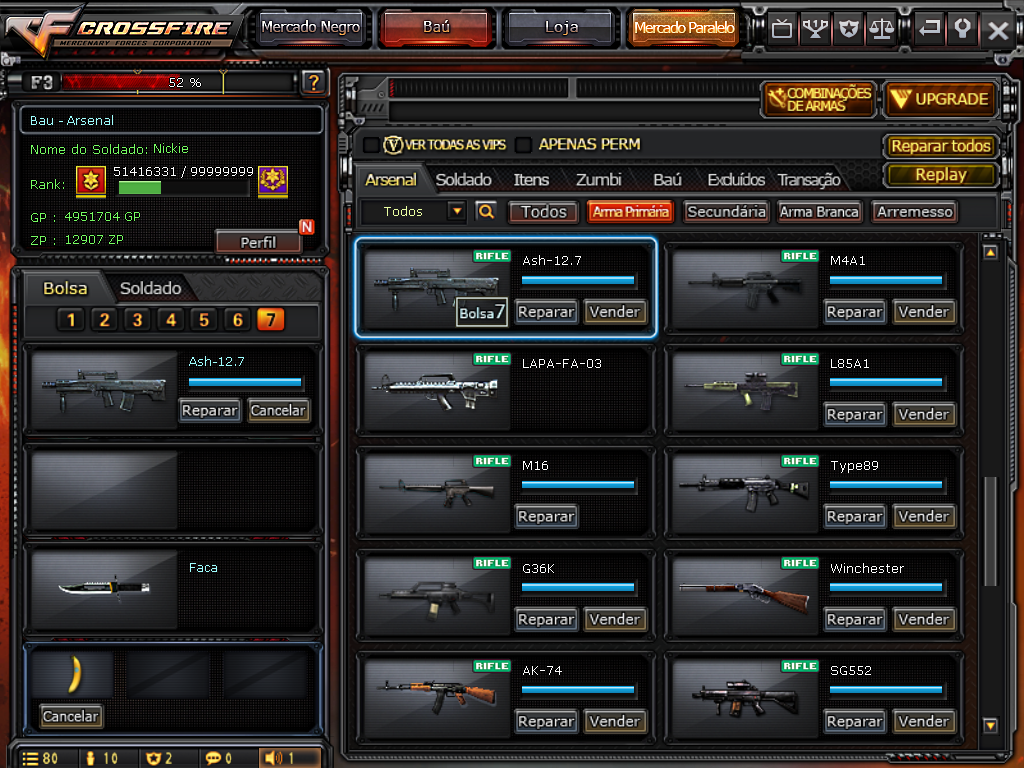 CROSSFIRE
MERCENARY FORCES CORPORATION
Mercado Negro
Baú
Loja
Mercado Paralelo
F3
52 %
?
Bau - Arsenal
Nome do Soldado: Nickie
Rank: 51416331 / 99999999
GP : 4951704 GP
ZP : 12907 ZP
Perfil
N
Bolsa Soldado
1 2 3 4 5 6 7
Ash-12.7
Reparar Cancelar
Faca
Cancelar
80 10 2 0 1
COMBINAÇÕES
DE ARMAS
UPGRADE
V VER TODAS AS VIPS APENAS PERM
Reparar todos
Replay
Arsenal Soldado Itens Zumbi Baú Exduídos Transação
Todos Todos Arma Primária Secundária Arma Branca Arremesso
RIFLE Ash-12.7
Bolsa7 Reparar Vender
RIFLE M4A1
Reparar Vender
RIFLE LAPA-FA-03
RIFLE L85A1
Reparar Vender
RIFLE M16
Reparar
RIFLE Type89
Reparar Vender
RIFLE G36K
Reparar Vender
RIFLE Winchester
Reparar Vender
RIFLE AK-74
Reparar Vender
RIFLE SG552
Reparar Vender